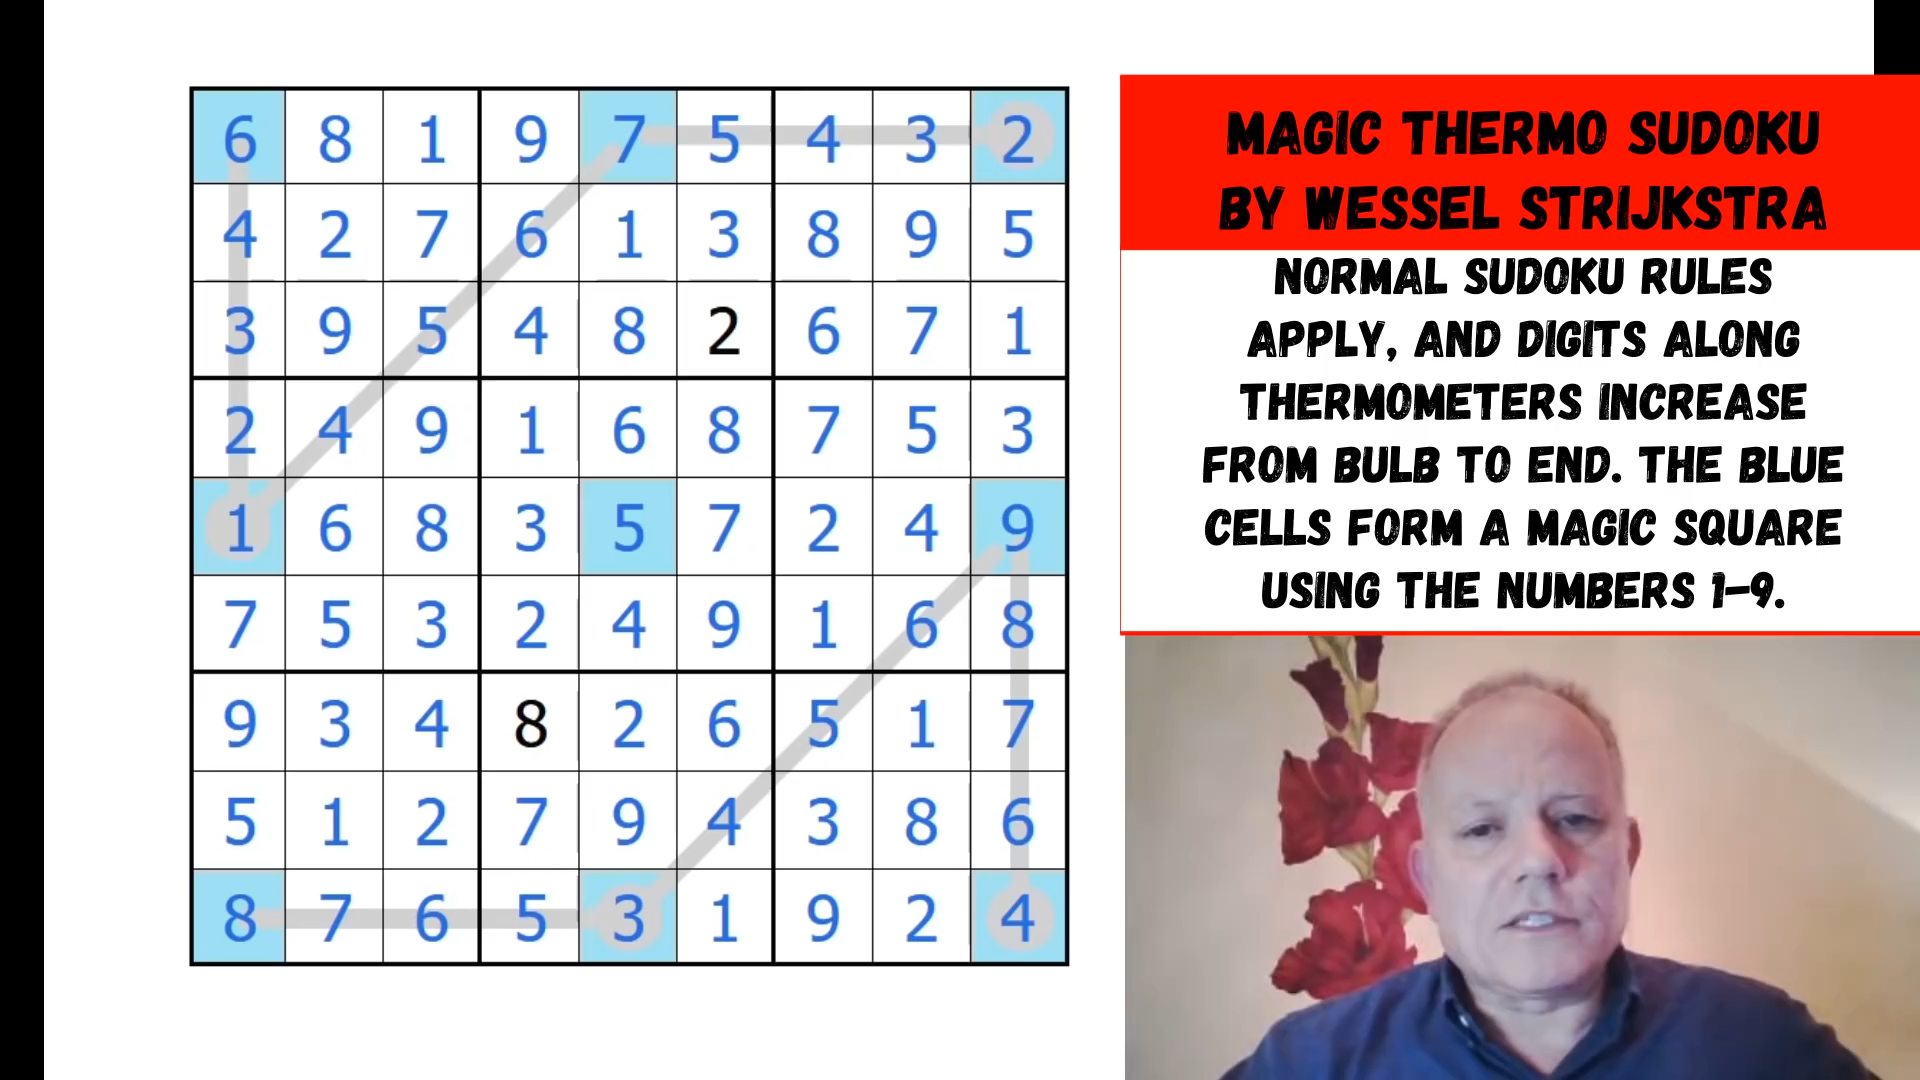 6 8 1 9 7 5 4 3 2
4 2 7 6 1 3 8 9 5
3 9 5 4 8 2 6 7 1
2 4 9 1 6 8 7 5 3
1 6 8 3 5 7 2 4 9
7 5 3 2 4 9 1 6 8
9 3 4 8 2 6 5 1 7
5 1 2 7 9 4 3 8 6
8 7 6 5 3 1 9 2 4
MAGIC THERMO SUDOKU
BY WESSEL STRIJKSTRA
NORMAL SUDOKU RULES
APPLY, AND DIGITS ALONG
THERMOMETERS INCREASE
FROM BULB TO END. THE BLUE
CELLS FORM A MAGIC SQUARE
USING THE NUMBERS 1–9.